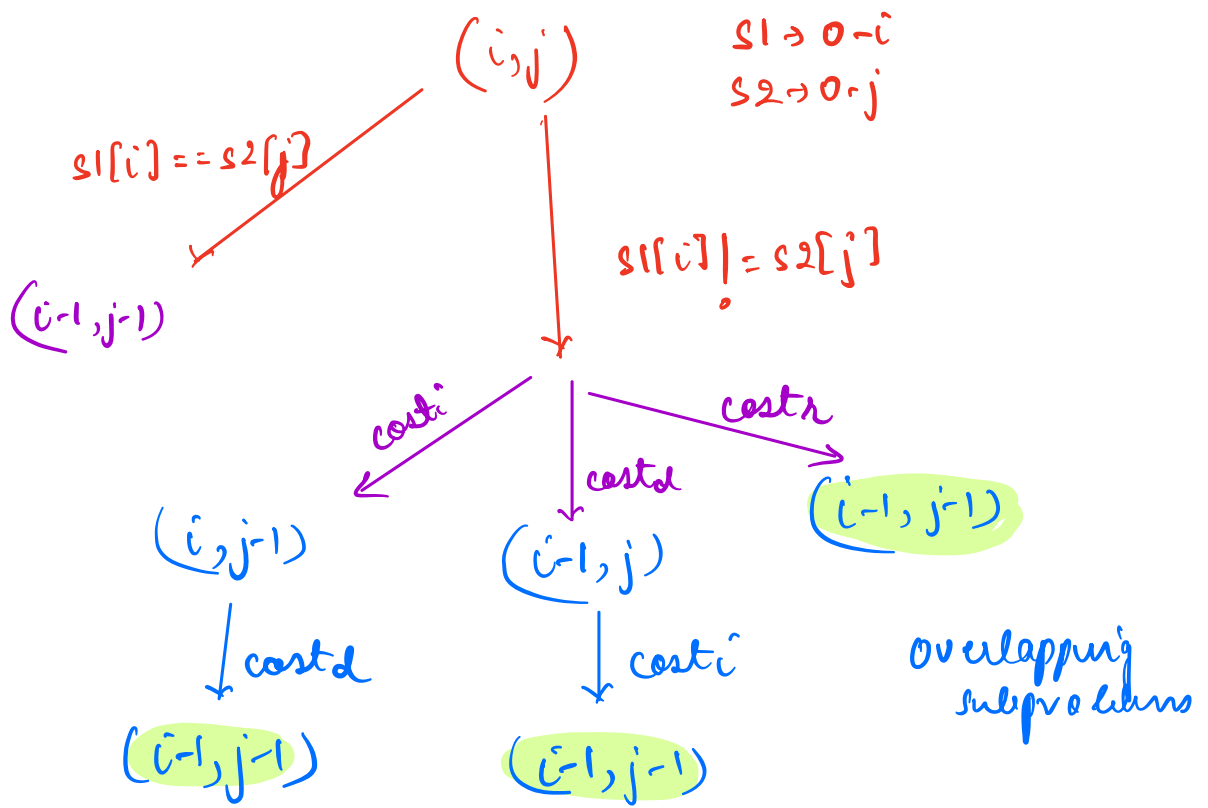 (i,j)
s1 → 0-i
s2 → 0-j
s1[i] == s2[j]
s1[i] != s2[j]
(i-1, j-1)
costi
costd
costr
(i, j-1)
(i-1, j)
(i-1, j-1)
costd
costi
overlapping
subproblems
(i-1, j-1)
(i-1, j-1)